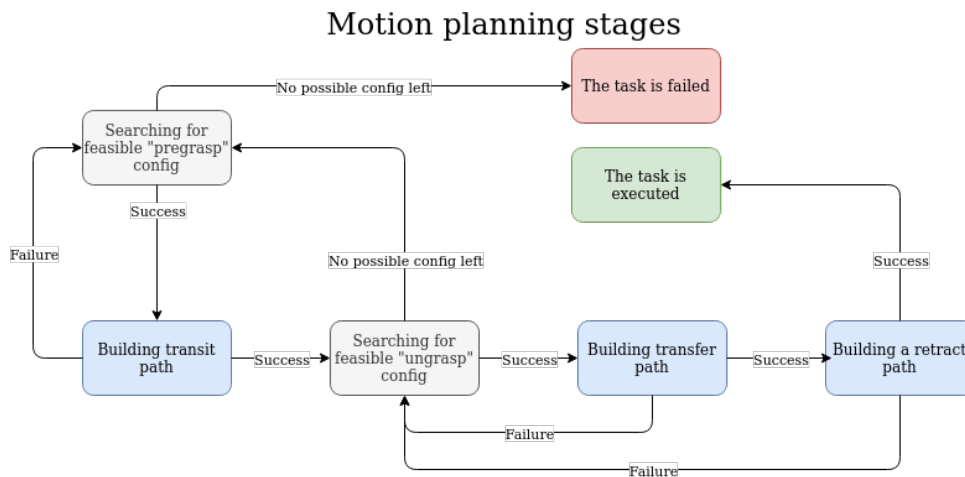 Motion planning stages
No possible config left
The task is failed
Searching for
feasible "pregrasp"
config
The task is
executed
Success
Failure
No possible config left
Success
Building transit
path
Success
Searching for
feasible "ungrasp"
config
Success
Building transfer
path
Success
Building a retract
path
Failure
Failure